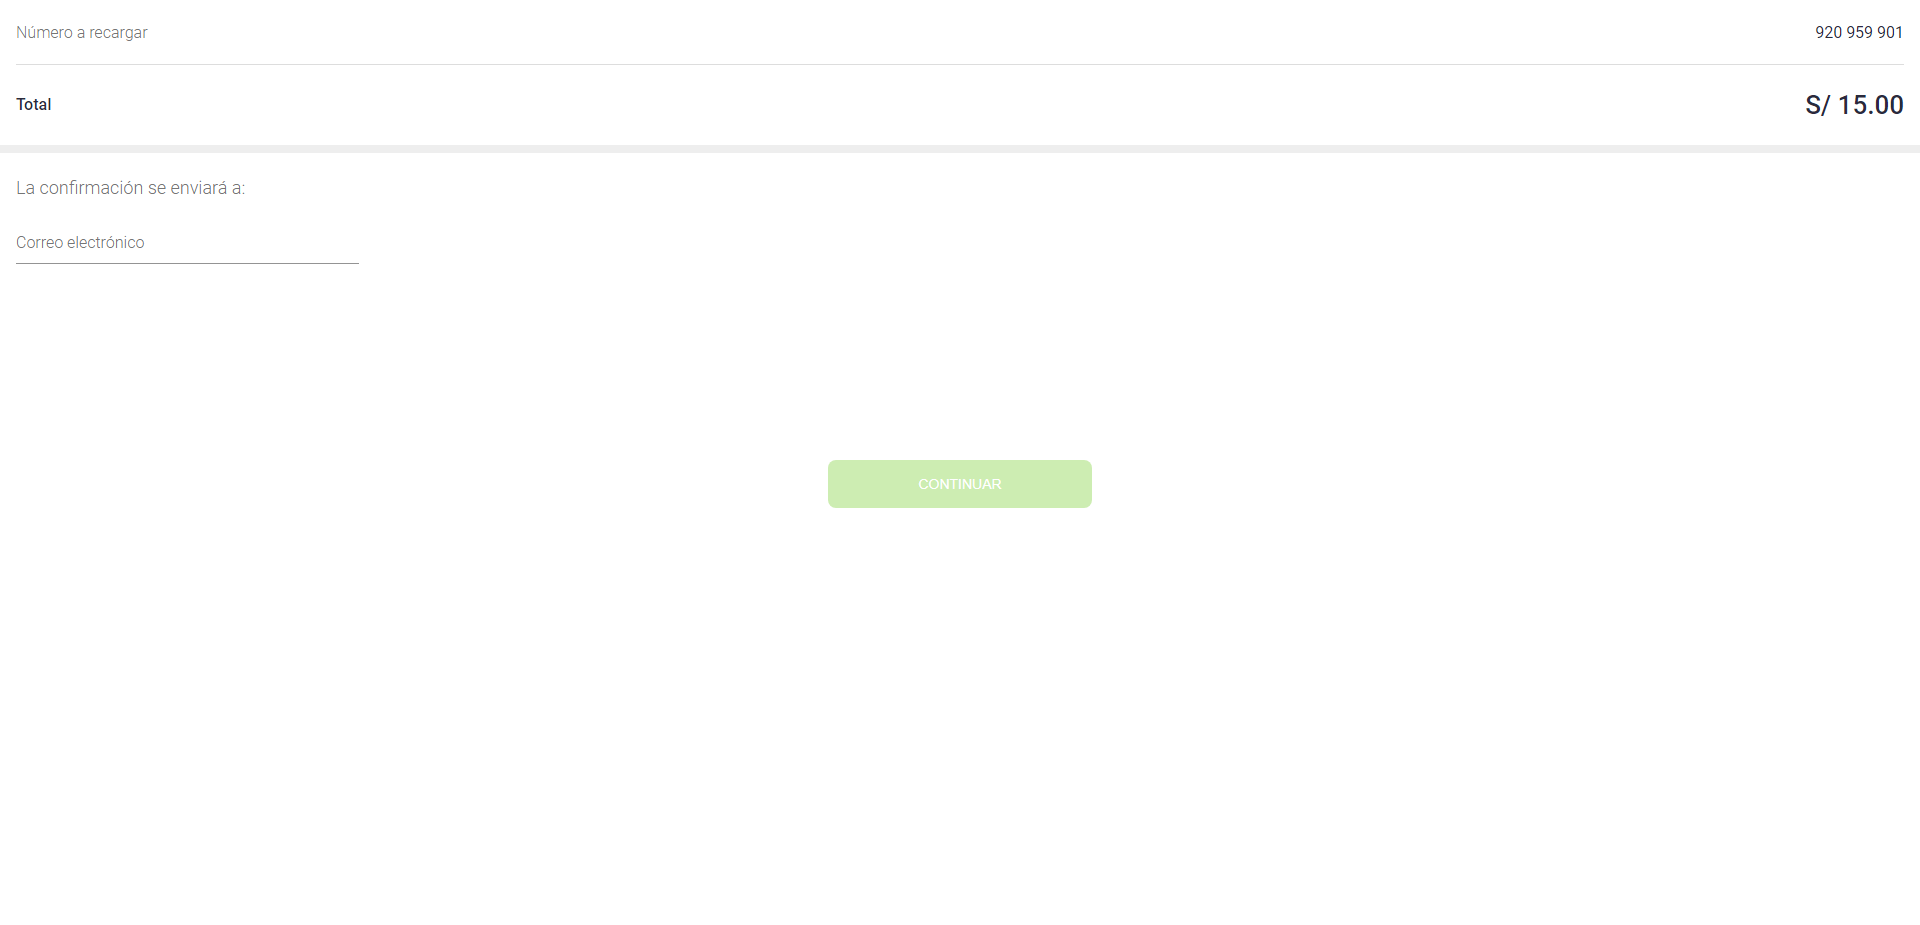 Número a recargar 920 959 901
Total S/ 15.00
La confirmación se enviará a:
Correo electrónico
CONTINUAR